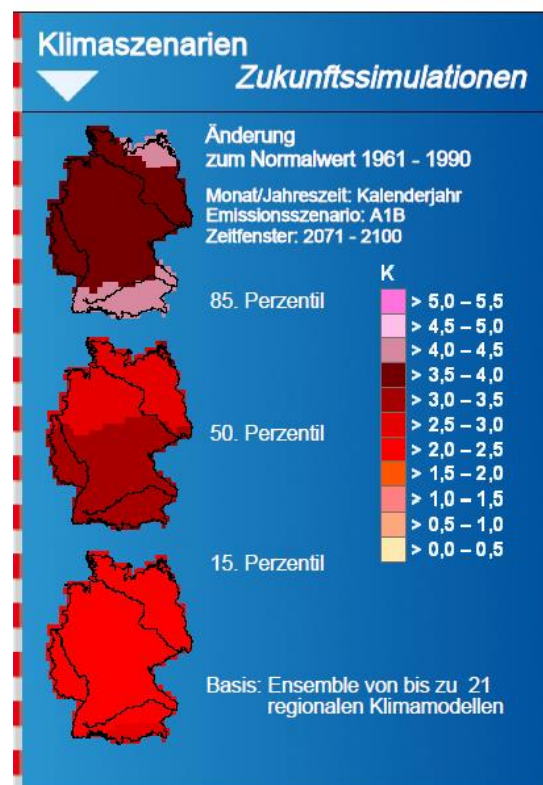 Klimaszenarien
Zukunftssimulationen
Änderung
zum Normalwert 1961 - 1990
Monat/Jahreszeit: Kalenderjahr
Emissionsszenario: A1B
Zeitfenster: 2071 - 2100
K
> 5,0 – 5,5
> 4,5 – 5,0
> 4,0 – 4,5
> 3,5 – 4,0
> 3,0 – 3,5
> 2,5 – 3,0
> 2,0 – 2,5
> 1,5 – 2,0
> 1,0 – 1,5
> 0,5 – 1,0
> 0,0 – 0,5
85. Perzentil
50. Perzentil
15. Perzentil
Basis: Ensemble von bis zu 21
regionalen Klimamodellen